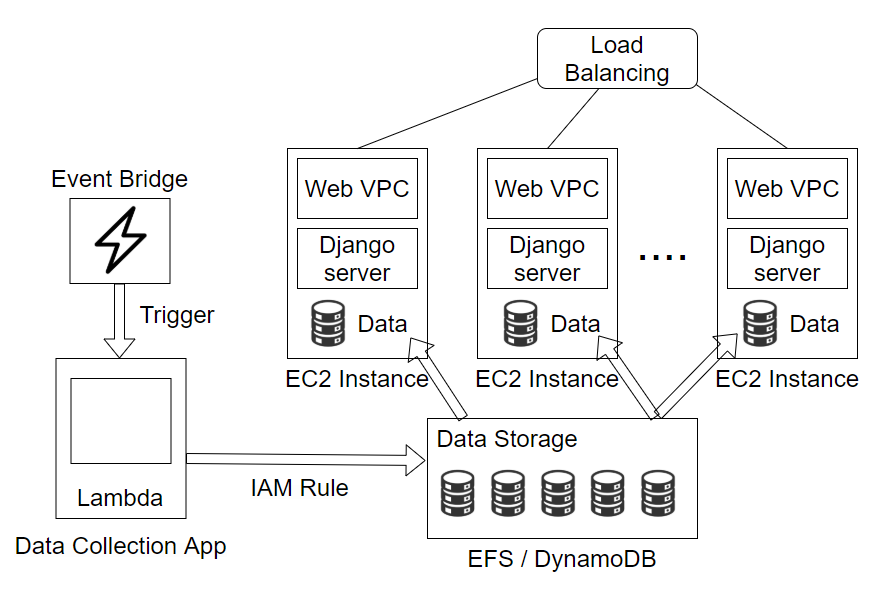 Load
Balancing
Event Bridge
Trigger
Lambda
Data Collection App
IAM Rule
Web VPC
Django
server
Data
EC2 Instance
Web VPC
Django
server
Data
EC2 Instance
....
Web VPC
Django
server
Data
EC2 Instance
Data Storage
EFS / DynamoDB